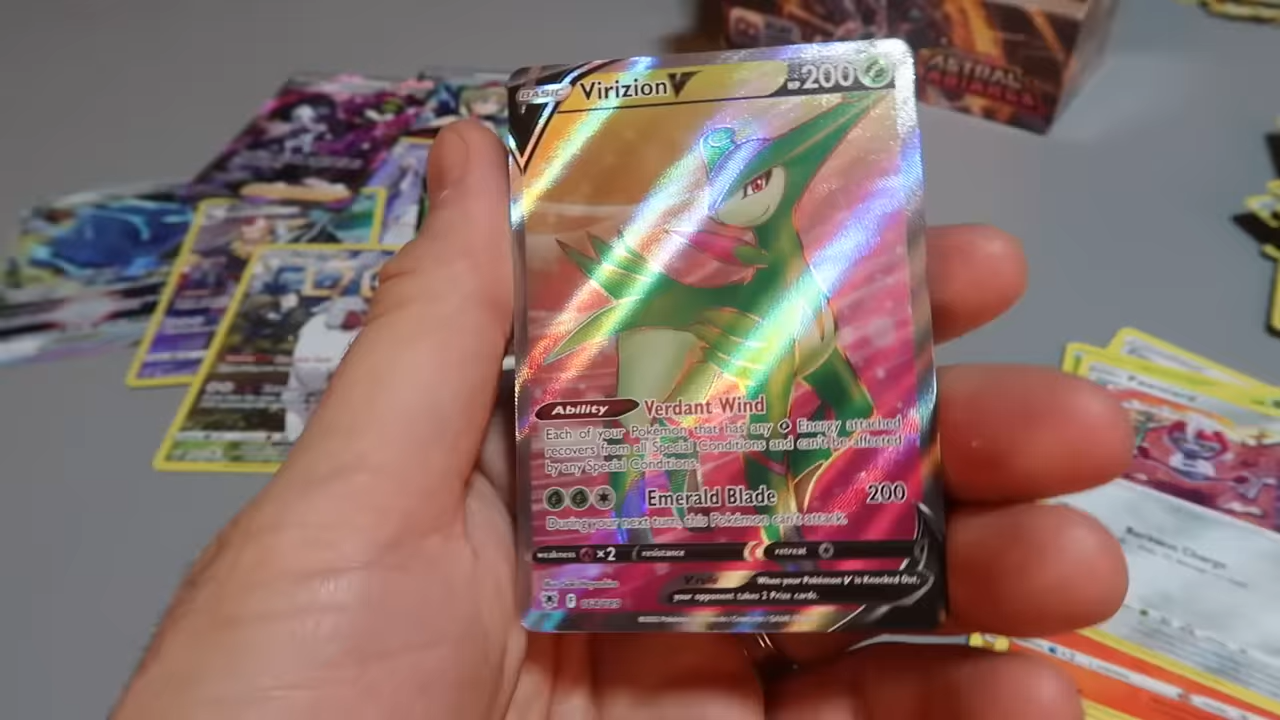 ASTRAL
BASIC Virizion V HP 200
Ability Verdant Wind
Each of your Pokémon that has any Energy attached
recovers from all Special Conditions and can't be affected
by any Special Conditions.
Emerald Blade 200
During your next turn, this Pokémon can't attack.
weakness ×2 resistance retreat
V rule When your Pokémon V is Knocked Out,
your opponent takes 2 Prize cards.